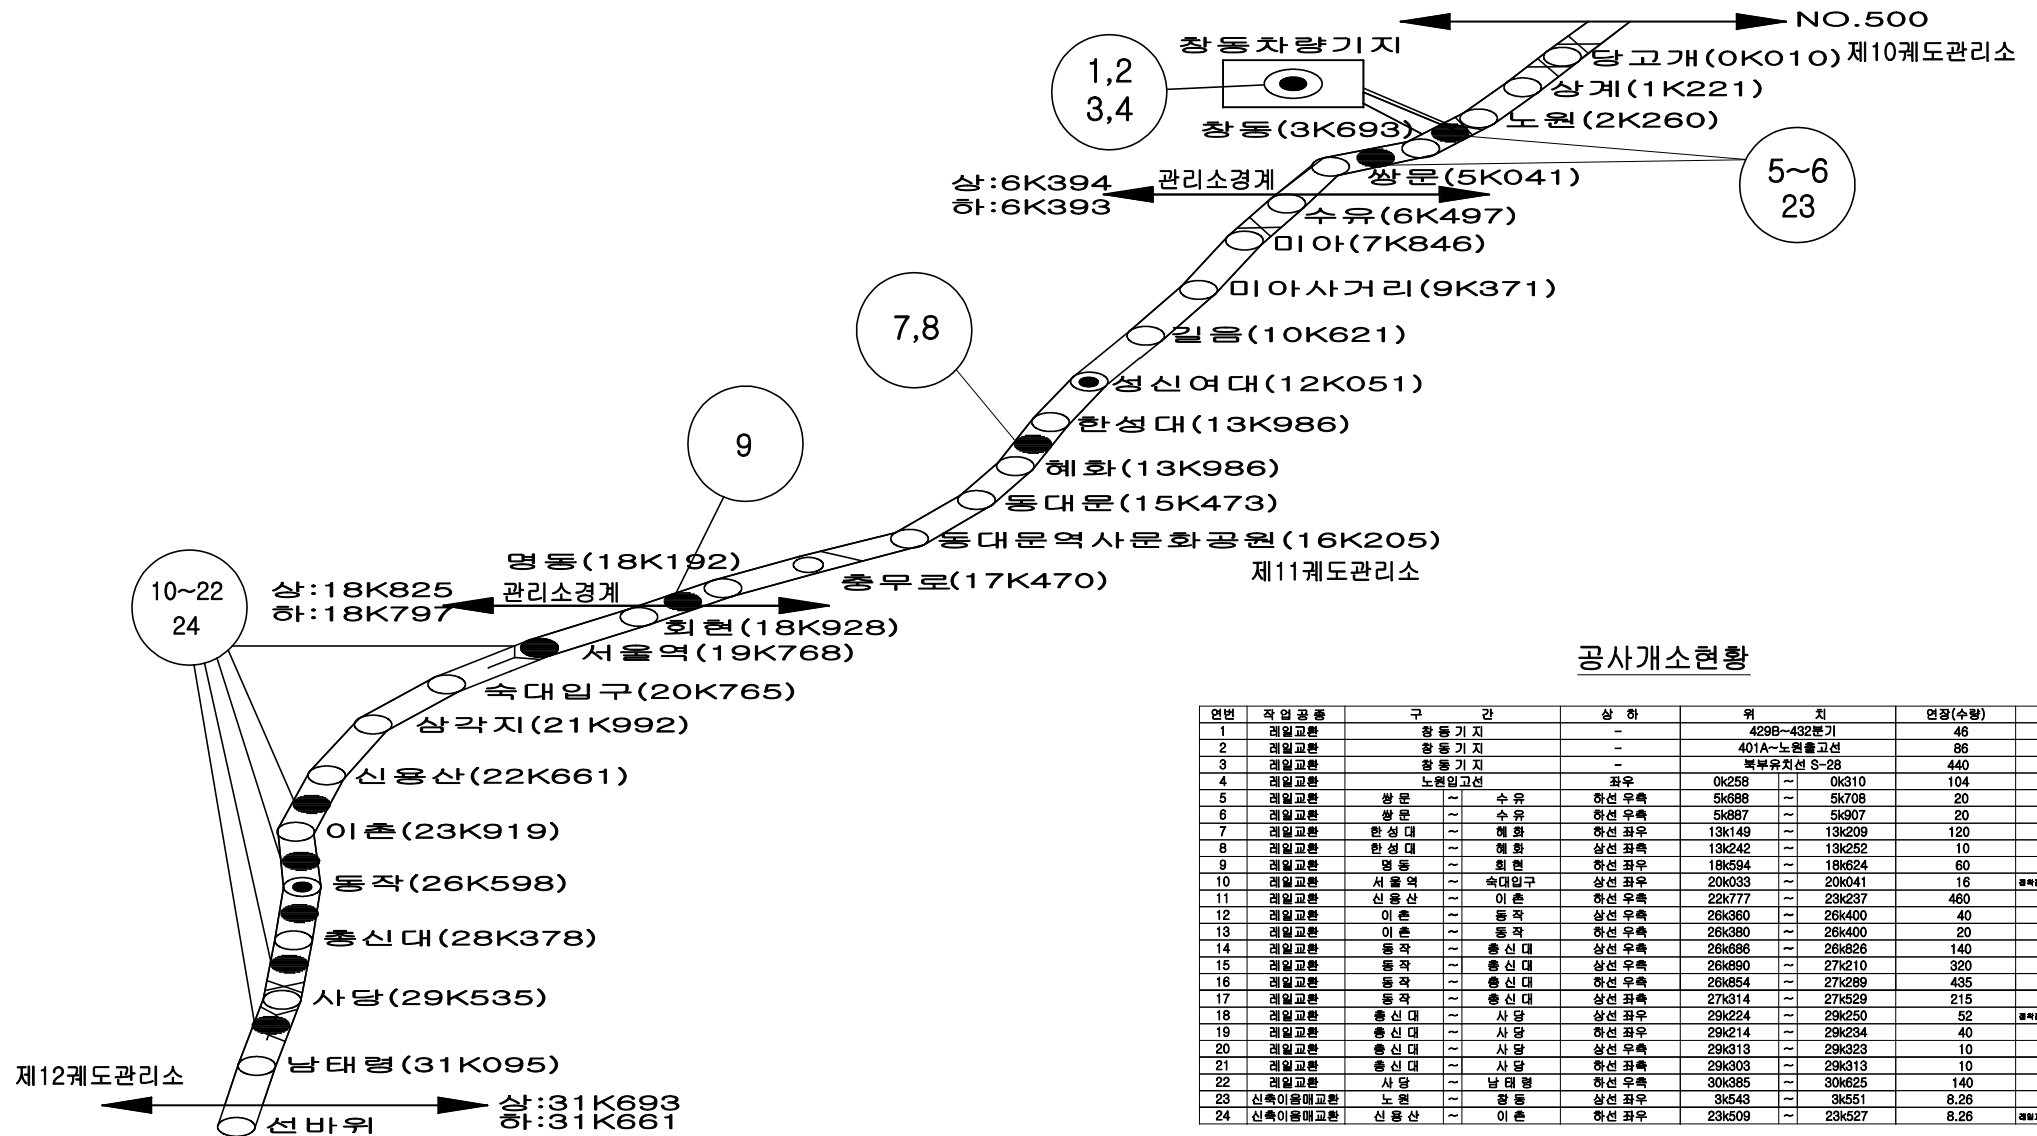 NO.500
창동차량기지
당고개(0K010)
제10궤도관리소
1,2
3,4
상계(1K221)
노원(2K260)
창동(3K693)
5~6
23
쌍문(5K041)
상:6K394
하:6K393
관리소경계
수유(6K497)
미아(7K846)
미아사거리(9K371)
7,8
길음(10K621)
성신여대(12K051)
한성대(13K986)
9
혜화(13K986)
동대문(15K473)
동대문역사문화공원(16K205)
제11궤도관리소
명동(18K192)
충무로(17K470)
10~22
24
상:18K825
하:18K797
관리소경계
회현(18K928)
서울역(19K768)
숙대입구(20K765)
삼각지(21K992)
신용산(22K661)
이촌(23K919)
동작(26K598)
총신대(28K378)
사당(29K535)
남태령(31K095)
제12궤도관리소
상:31K693
하:31K661
선바위
공사개소현황
연번 작업공종 구 간 상 하 위 치 연장(수량)
1 레일교환 창동기지 - 429B~432분기 46
2 레일교환 창동기지 - 401A~노원출고선 86
3 레일교환 창동기지 - 북부유치선 S-28 440
4 레일교환 노원입고선 좌우 0k258 ~ 0k310 104
5 레일교환 쌍문 ~ 수유 하선 우측 5k688 ~ 5k708 20
6 레일교환 쌍문 ~ 수유 하선 우측 5k887 ~ 5k907 20
7 레일교환 한성대 ~ 혜화 하선 좌우 13k149 ~ 13k209 120
8 레일교환 한성대 ~ 혜화 상선 좌측 13k242 ~ 13k252 10
9 레일교환 명동 ~ 회현 하선 좌우 18k594 ~ 18k624 60
10 레일교환 서울역 ~ 숙대입구 상선 좌우 20k033 ~ 20k041 16
11 레일교환 신용산 ~ 이촌 하선 우측 22k777 ~ 23k237 460
12 레일교환 이촌 ~ 동작 상선 우측 26k360 ~ 26k400 40
13 레일교환 이촌 ~ 동작 하선 우측 26k380 ~ 26k400 20
14 레일교환 동작 ~ 총신대 상선 우측 26k686 ~ 26k826 140
15 레일교환 동작 ~ 총신대 상선 우측 26k890 ~ 27k210 320
16 레일교환 동작 ~ 총신대 하선 우측 26k854 ~ 27k289 435
17 레일교환 동작 ~ 총신대 상선 좌측 27k314 ~ 27k529 215
18 레일교환 총신대 ~ 사당 상선 좌우 29k224 ~ 29k250 52
19 레일교환 총신대 ~ 사당 하선 좌우 29k214 ~ 29k234 40
20 레일교환 총신대 ~ 사당 상선 우측 29k313 ~ 29k323 10
21 레일교환 총신대 ~ 사당 하선 좌측 29k303 ~ 29k313 10
22 레일교환 사당 ~ 남태령 하선 우측 30k385 ~ 30k625 140
23 신축이음매교환 노원 ~ 창동 상선 좌우 3k543 ~ 3k551 8.26
24 신축이음매교환 신용산 ~ 이촌 하선 좌우 23k509 ~ 23k527 8.26